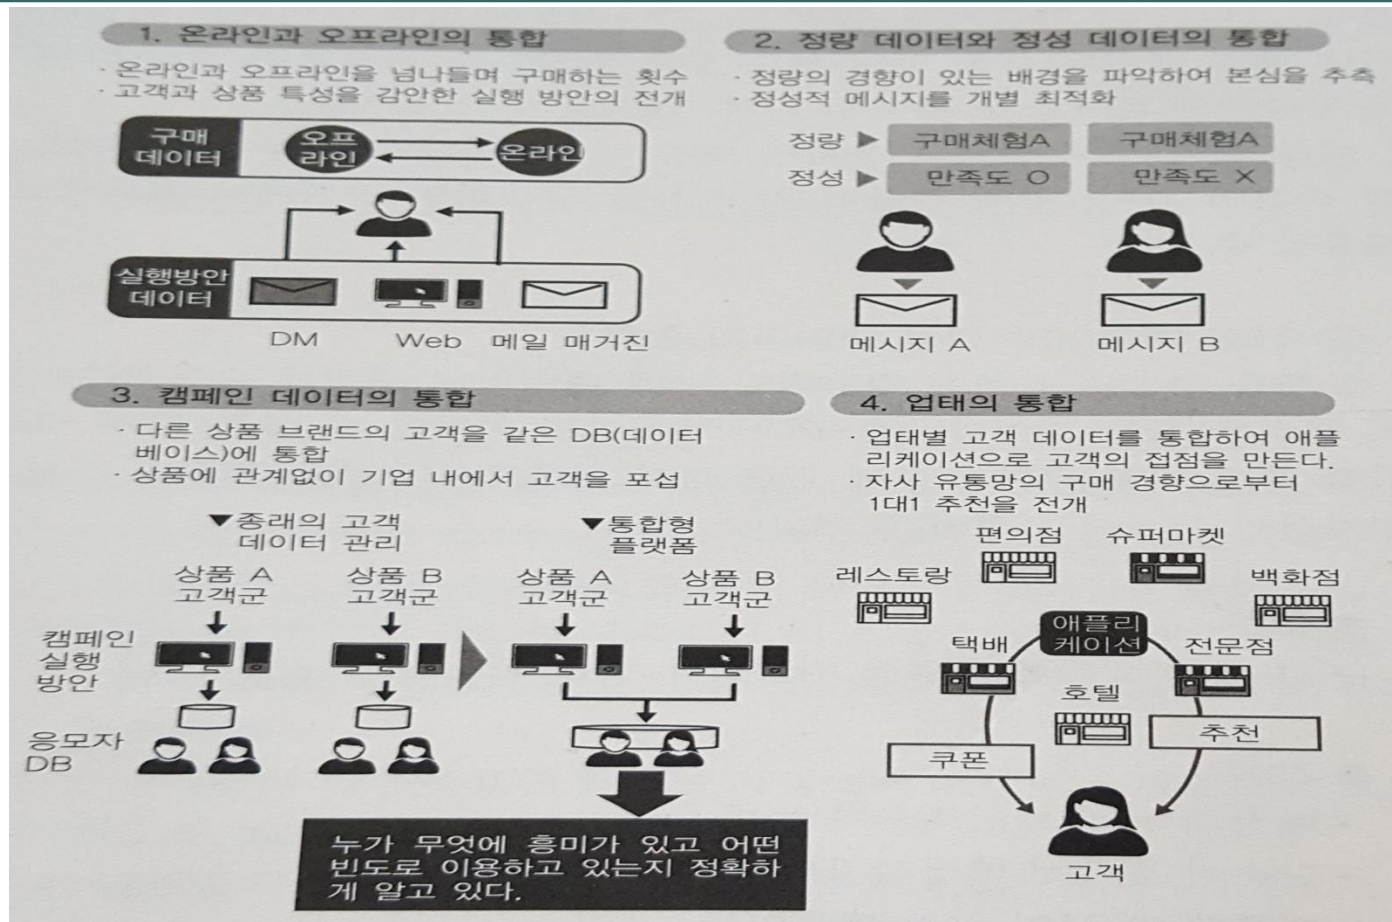 1. 온라인과 오프라인의 통합
· 온라인과 오프라인을 넘나들며 구매하는 횟수
· 고객과 상품 특성을 감안한 실행 방안의 전개
구매
데이터
오프
라인
온라인
실행방안
데이터
DM
Web
메일 매거진
2. 정량 데이터와 정성 데이터의 통합
· 정량의 경향이 있는 배경을 파악하여 본심을 추측
· 정성적 메시지를 개별 최적화
정량 ▶ 구매체험A 구매체험A
정성 ▶ 만족도 O 만족도 X
메시지 A
메시지 B
3. 캠페인 데이터의 통합
· 다른 상품 브랜드의 고객을 같은 DB(데이터
베이스)에 통합
· 상품에 관계없이 기업 내에서 고객을 포섭
▼종래의 고객
데이터 관리
▼통합형
플랫폼
상품 A
고객군
상품 B
고객군
상품 A
고객군
상품 B
고객군
캠페인
실행
방안
응모자
DB
누가 무엇에 흥미가 있고 어떤
빈도로 이용하고 있는지 정확하
게 알고 있다.
4. 업태의 통합
· 업태별 고객 데이터를 통합하여 애플
리케이션으로 고객의 접점을 만든다.
· 자사 유통망의 구매 경향으로부터
1대1 추천을 전개
편의점
슈퍼마켓
레스토랑
백화점
애플리
케이션
택배
전문점
호텔
쿠폰
추천
고객